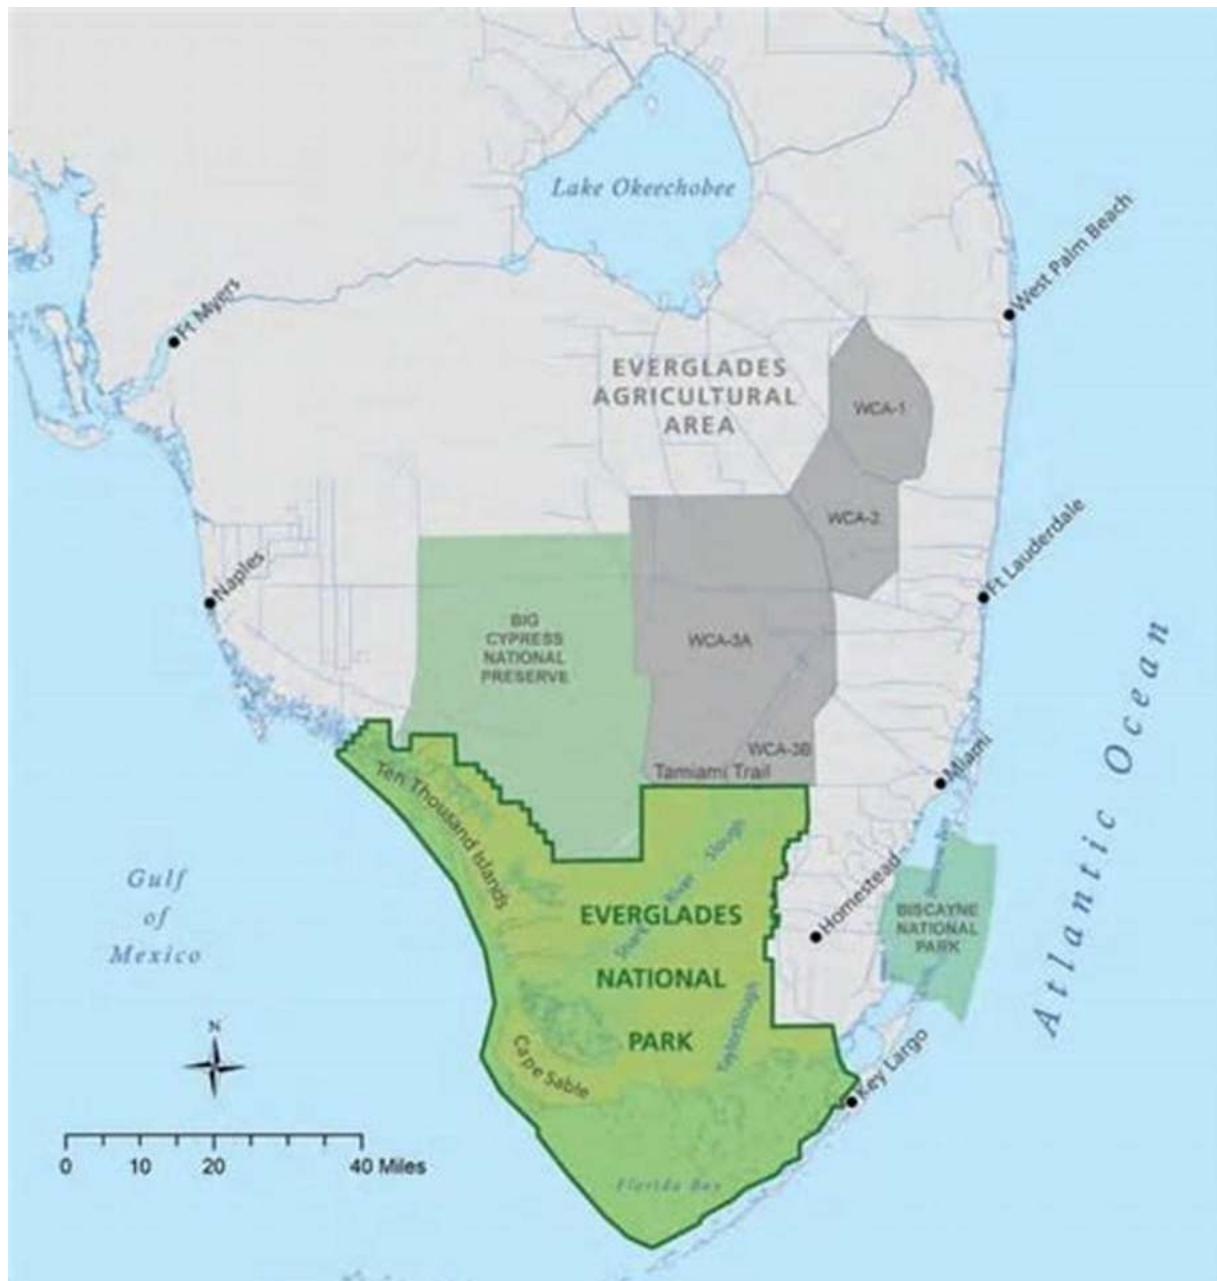 Lake Okeechobee
West Palm Beach
Ft Myers
EVERGLADES
AGRICULTURAL
AREA
WCA-1
WCA-2
Ft Lauderdale
Naples
BIG
CYPRESS
NATIONAL
PRESERVE
WCA-3A
WCA-3B
Tamiami Trail
Miami
Atlantic Ocean
Ten Thousand Islands
Shark River Slough
Gulf
of
Mexico
EVERGLADES
NATIONAL
PARK
Homestead
BISCAYNE
NATIONAL
PARK
Taylor Slough
Cape Sable
Key Largo
N
0 10 20 40 Miles
Florida Bay